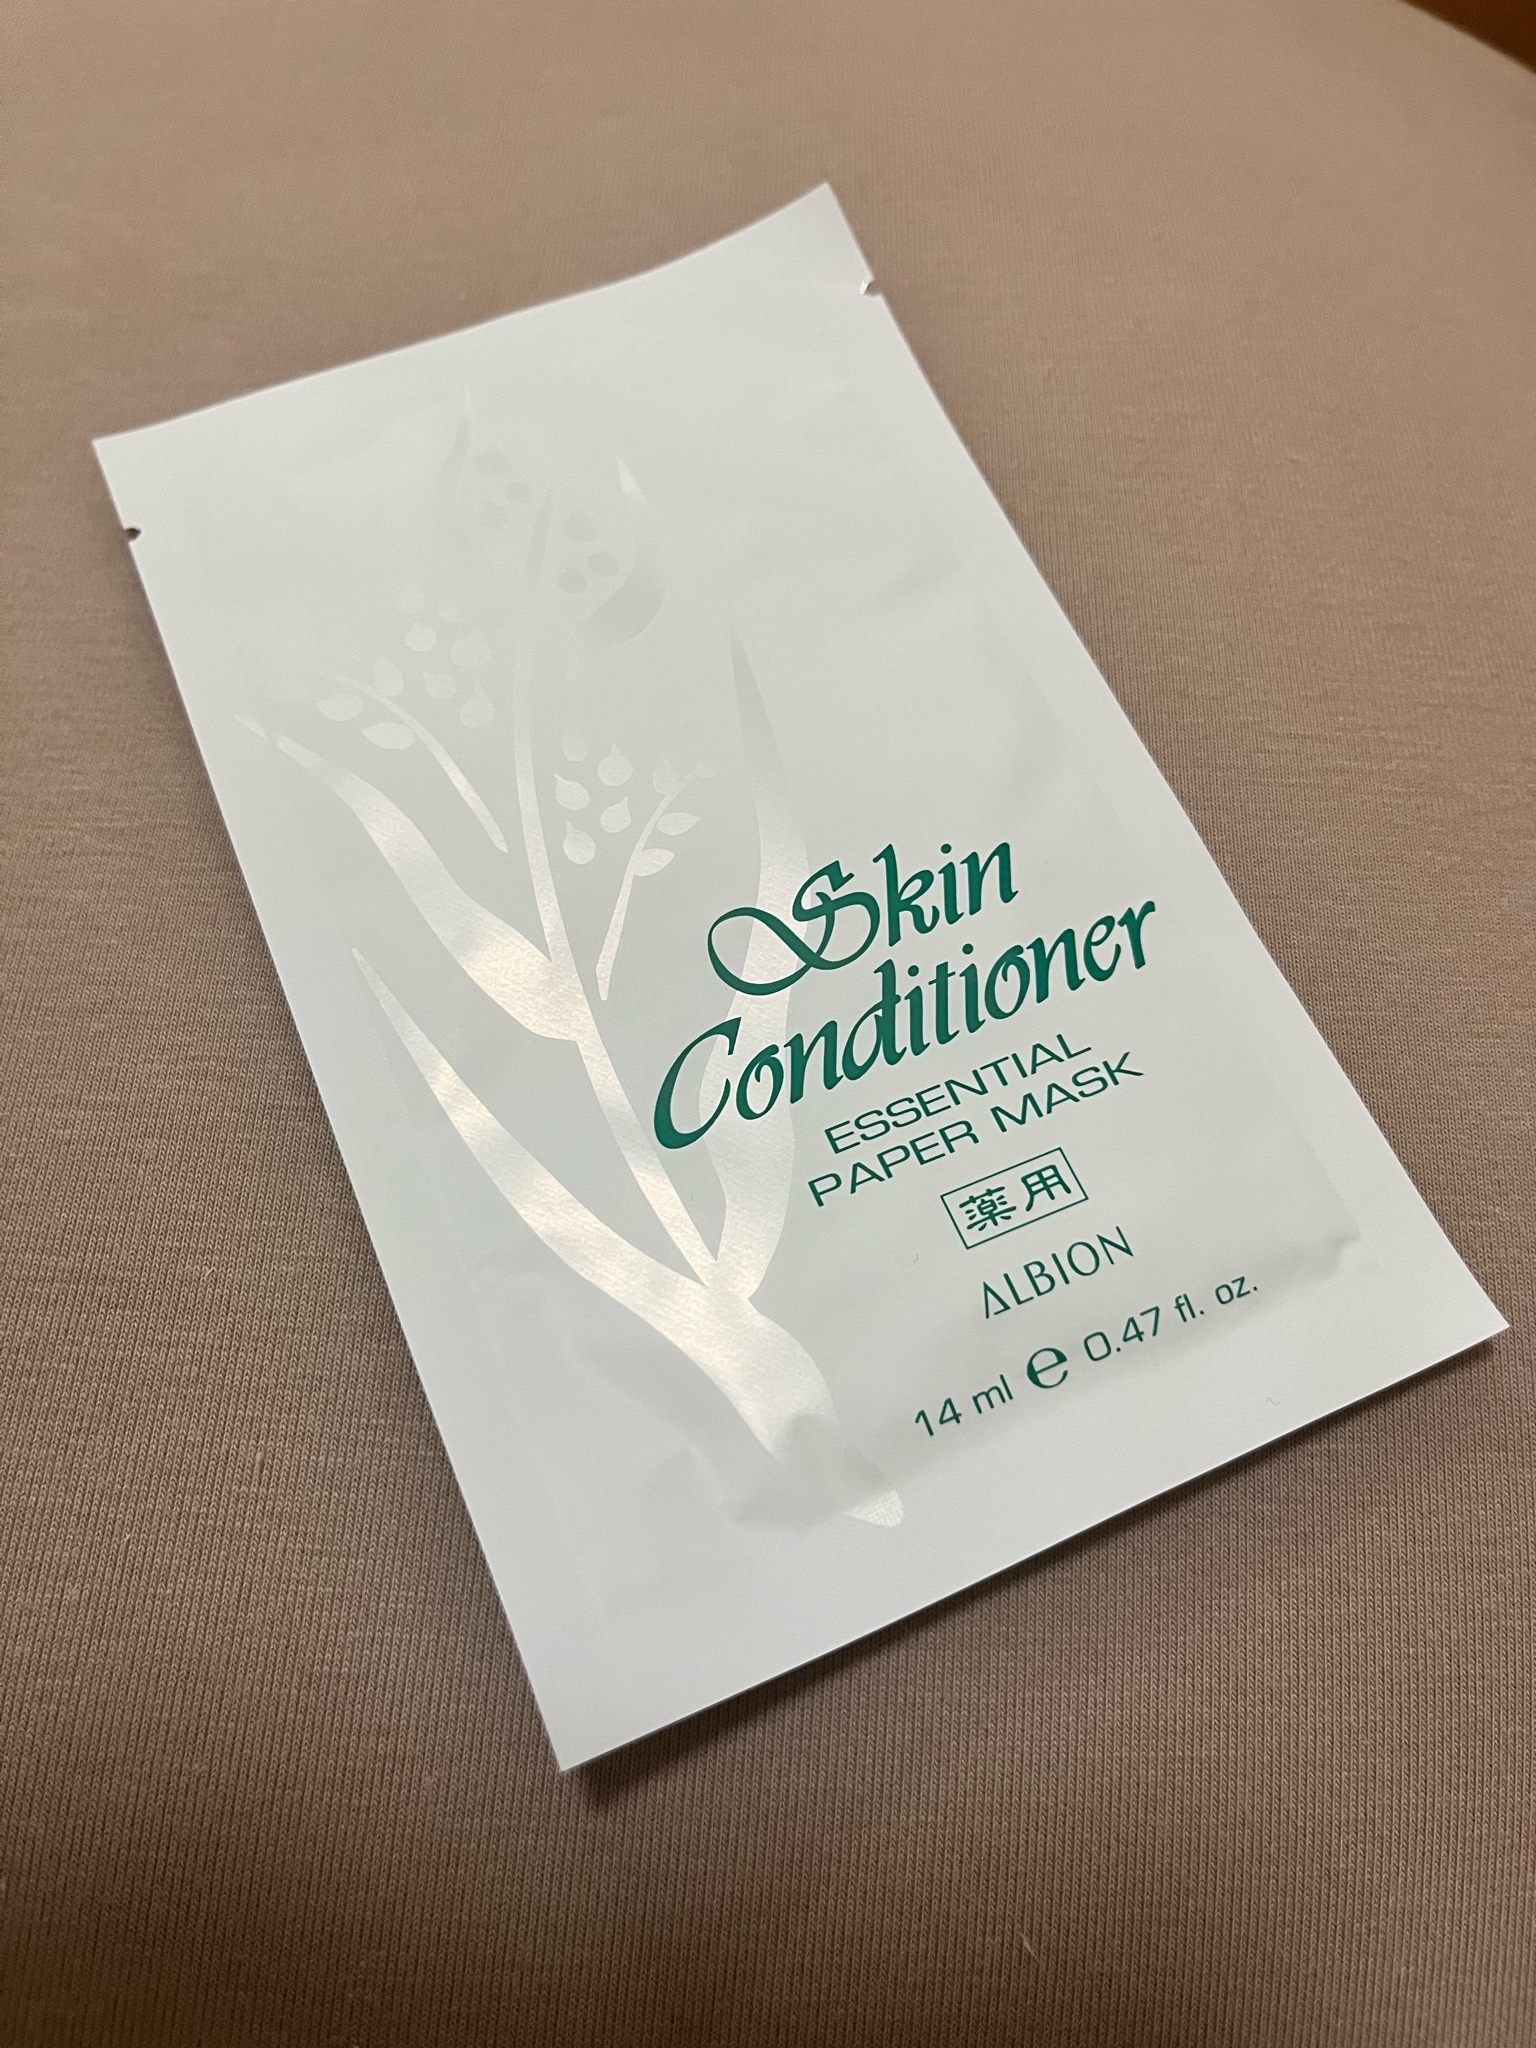 Skin
Conditioner
ESSENTIAL
PAPER MASK
薬用
ALBION
14 ml ℮ 0.47 fl. oz.